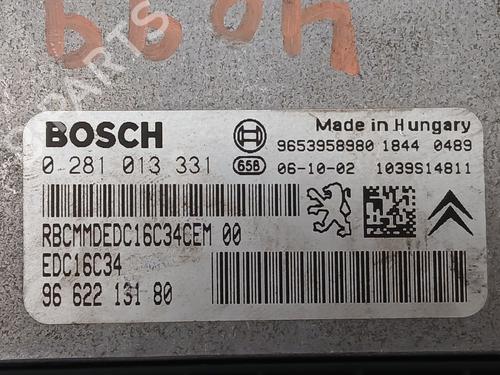 BOSCH
Made in Hungary
9653958980 1844 0489
0 281 013 331
658
06-10-02 1039S14811
RBCMMDEDC16C34CEM 00
EDC16C34
96 622 131 80